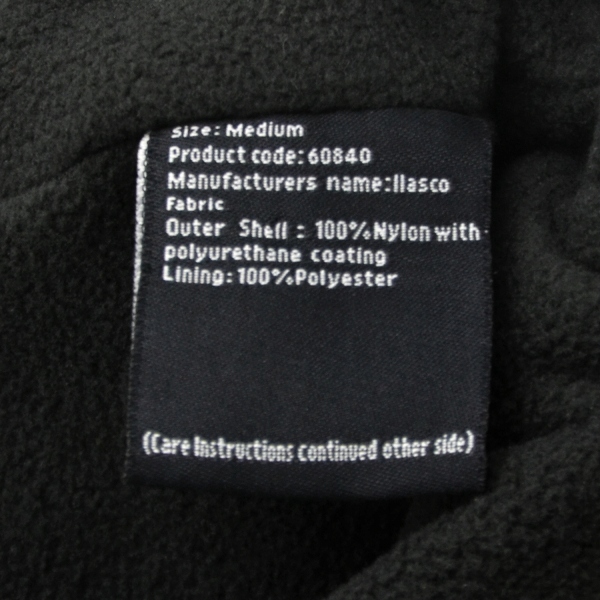 Size: Medium
Product code: 60840
Manufacturers name: Ilasco
Fabric
Outer Shell : 100% Nylon with
polyurethane coating
Lining: 100% Polyester
(Care Instructions continued other side)